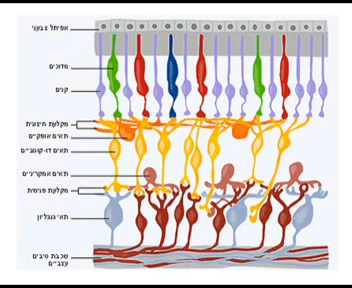 אפיתל צבעוני
מדוכים
קנים
מקלעת חיצונית
תאים אופקיים
תאים דו-קוטביים
תאים אמקריניים
מקלעת פנימית
תאי גנגליון
שכבת סיבים
עצביים